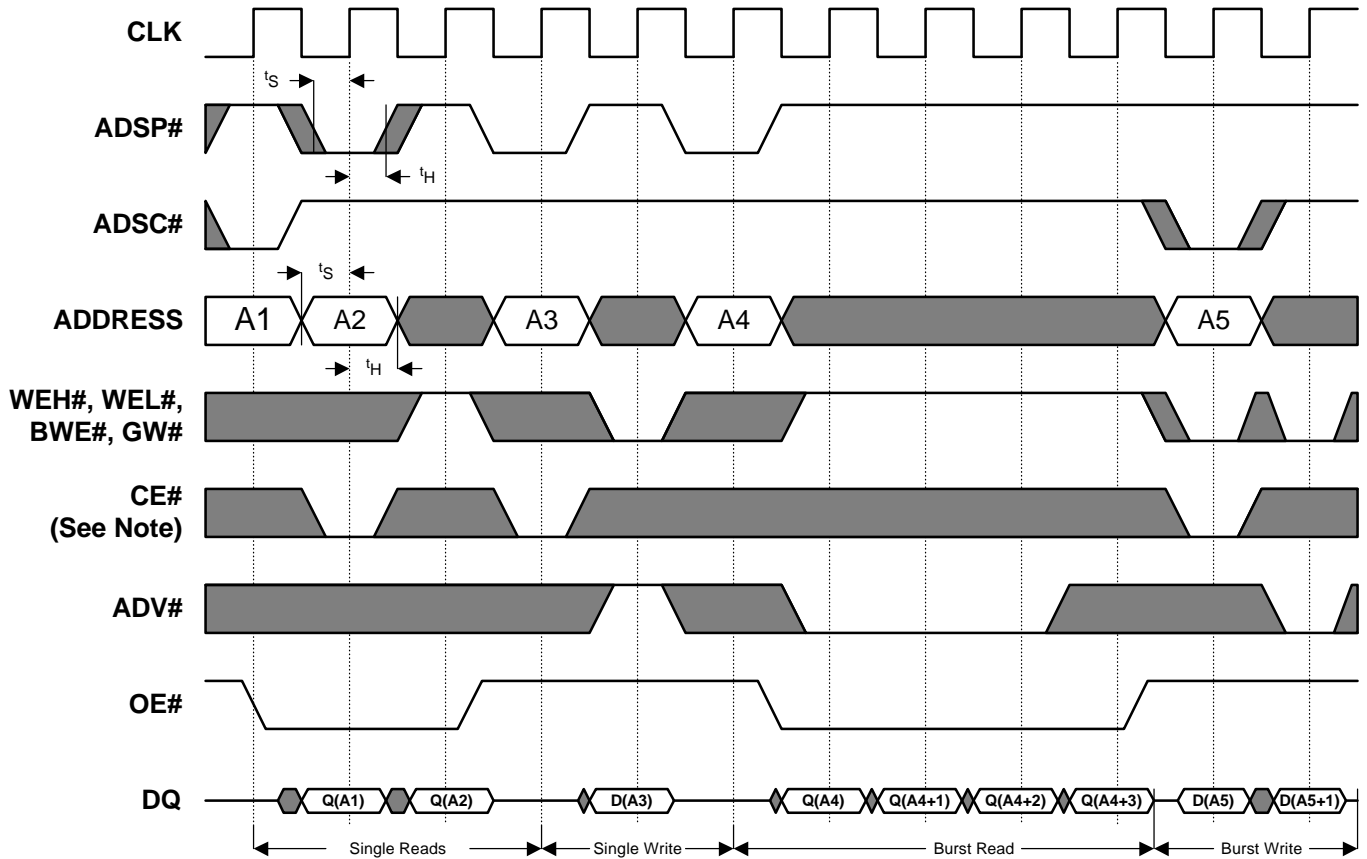 CLK
tS
ADSP#
tH
ADSC#
tS
ADDRESS A1 A2 A3 A4 A5
tH
WEH#, WEL#,
BWE#, GW#
CE#
(See Note)
ADV#
OE#
DQ Q(A1) Q(A2) D(A3) Q(A4) Q(A4+1) Q(A4+2) Q(A4+3) D(A5) D(A5+1)
Single Reads Single Write Burst Read Burst Write